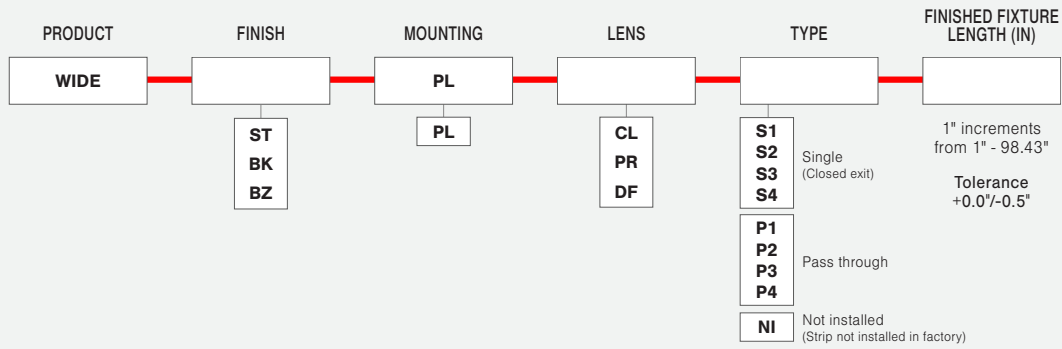 PRODUCT
FINISH
MOUNTING
LENS
TYPE
FINISHED FIXTURE
LENGTH (IN)
WIDE
PL
ST
BK
BZ
PL
CL
PR
DF
S1
S2
S3
S4
Single
(Closed exit)
P1
P2
P3
P4
Pass through
NI
Not installed
(Strip not installed in factory)
1" increments
from 1" - 98.43"
Tolerance
+0.0"/-0.5"